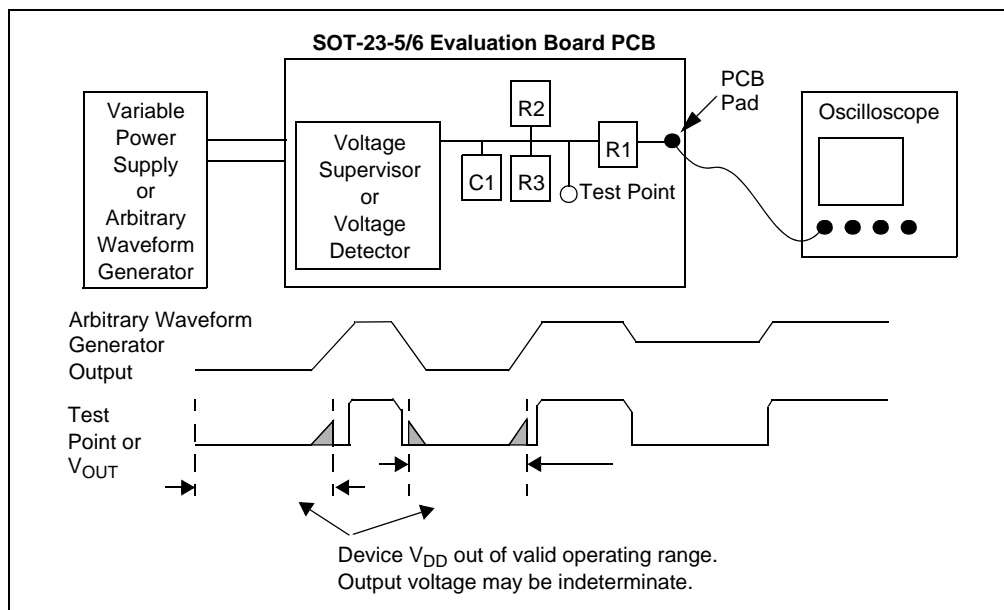 SOT-23-5/6 Evaluation Board PCB
Variable
Power
Supply
or
Arbitrary
Waveform
Generator
Voltage
Supervisor
or
Voltage
Detector
C1
R2
R3
Test Point
R1
PCB
Pad
Oscilloscope
Arbitrary Waveform
Generator
Output
Test
Point or
VOUT
Device VDD out of valid operating range.
Output voltage may be indeterminate.